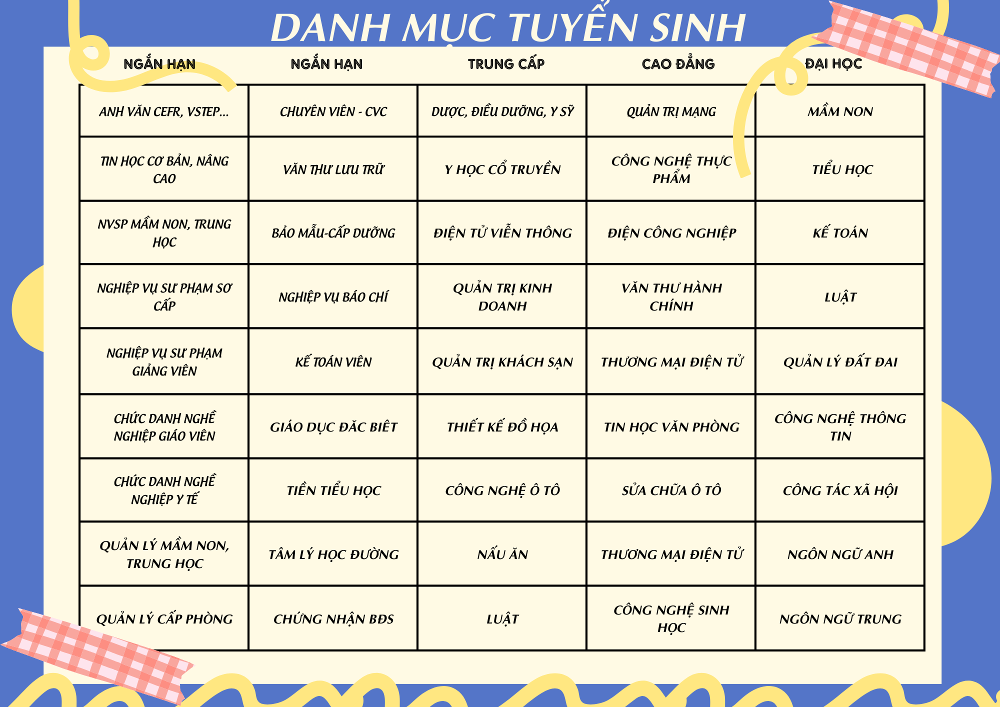 DANH MỤC TUYỂN SINH
NGẮN HẠN
NGẮN HẠN
TRUNG CẤP
CAO ĐẲNG
ĐẠI HỌC
ANH VĂN CEFR, VSTEP...
CHUYÊN VIÊN - CVC
DƯỢC, ĐIỀU DƯỠNG, Y SỸ
QUẢN TRỊ MẠNG
MẦM NON
TIN HỌC CƠ BẢN, NÂNG
CAO
VĂN THƯ LƯU TRỮ
Y HỌC CỔ TRUYỀN
CÔNG NGHỆ THỰC
PHẨM
TIỂU HỌC
NVSP MẦM NON, TRUNG
HỌC
BẢO MẪU-CẤP DƯỠNG
ĐIỆN TỬ VIỄN THÔNG
ĐIỆN CÔNG NGHIỆP
KẾ TOÁN
NGHIỆP VỤ SƯ PHẠM SƠ
CẤP
NGHIỆP VỤ BÁO CHÍ
QUẢN TRỊ KINH
DOANH
VĂN THƯ HÀNH
CHÍNH
LUẬT
NGHIỆP VỤ SƯ PHẠM
GIẢNG VIÊN
KẾ TOÁN VIÊN
QUẢN TRỊ KHÁCH SẠN
THƯƠNG MẠI ĐIỆN TỬ
QUẢN LÝ ĐẤT ĐAI
CHỨC DANH NGHỀ
NGHIỆP GIÁO VIÊN
GIÁO DỤC ĐĂC BIÊT
THIẾT KẾ ĐỒ HỌA
TIN HỌC VĂN PHÒNG
CÔNG NGHỆ THÔNG
TIN
CHỨC DANH NGHỀ
NGHIỆP Y TẾ
TIỀN TIỂU HỌC
CÔNG NGHỆ Ô TÔ
SỬA CHỮA Ô TÔ
CÔNG TÁC XÃ HỘI
QUẢN LÝ MẦM NON,
TRUNG HỌC
TÂM LÝ HỌC ĐƯỜNG
NẤU ĂN
THƯƠNG MẠI ĐIỆN TỬ
NGÔN NGỮ ANH
QUẢN LÝ CẤP PHÒNG
CHỨNG NHẬN BĐS
LUẬT
CÔNG NGHỆ SINH
HỌC
NGÔN NGỮ TRUNG